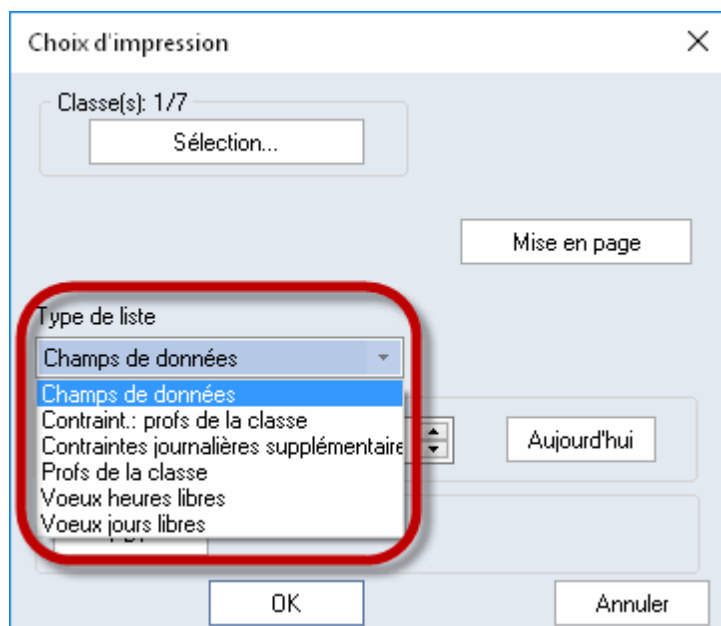 Choix d'impression
Classe(s): 1/7
Sélection...
Mise en page
Type de liste
Champs de données
Champs de données
Contraint.: profs de la classe
Contraintes journalières supplémentaire
Aujourd'hui
Profs de la classe
Voeux heures libres
Voeux jours libres
OK
Annuler